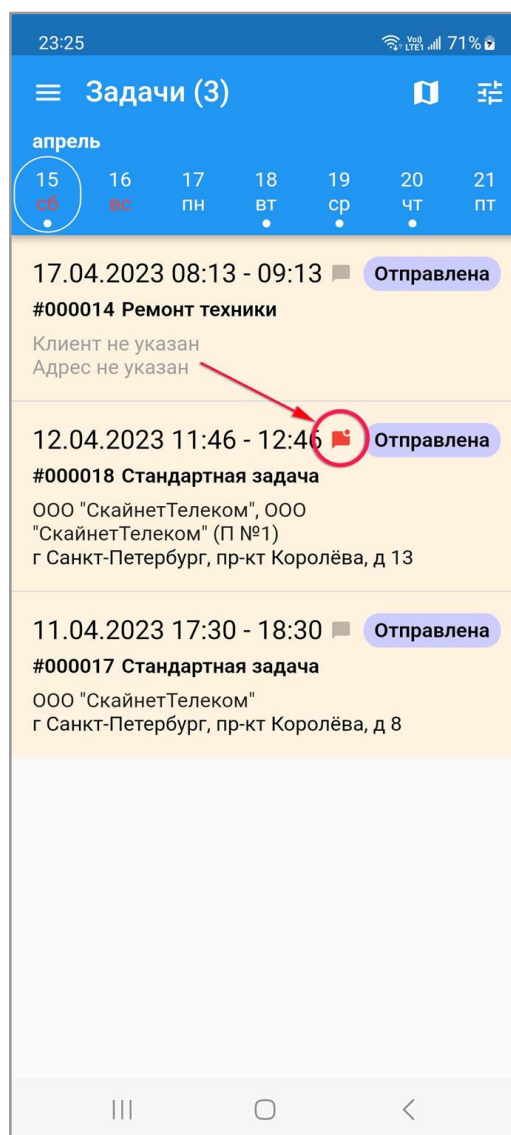 23:25
Vo)) LTE1 71%
Задачи (3)
апрель
15 16 17 18 19 20 21
сб вс пн вт ср чт пт
17.04.2023 08:13 - 09:13 Отправлена
#000014 Ремонт техники
Клиент не указан
Адрес не указан
12.04.2023 11:46 - 12:46 Отправлена
#000018 Стандартная задача
ООО "СкайнетТелеком", ООО
"СкайнетТелеком" (П №1)
г Санкт-Петербург, пр-кт Королёва, д 13
11.04.2023 17:30 - 18:30 Отправлена
#000017 Стандартная задача
ООО "СкайнетТелеком"
г Санкт-Петербург, пр-кт Королёва, д 8